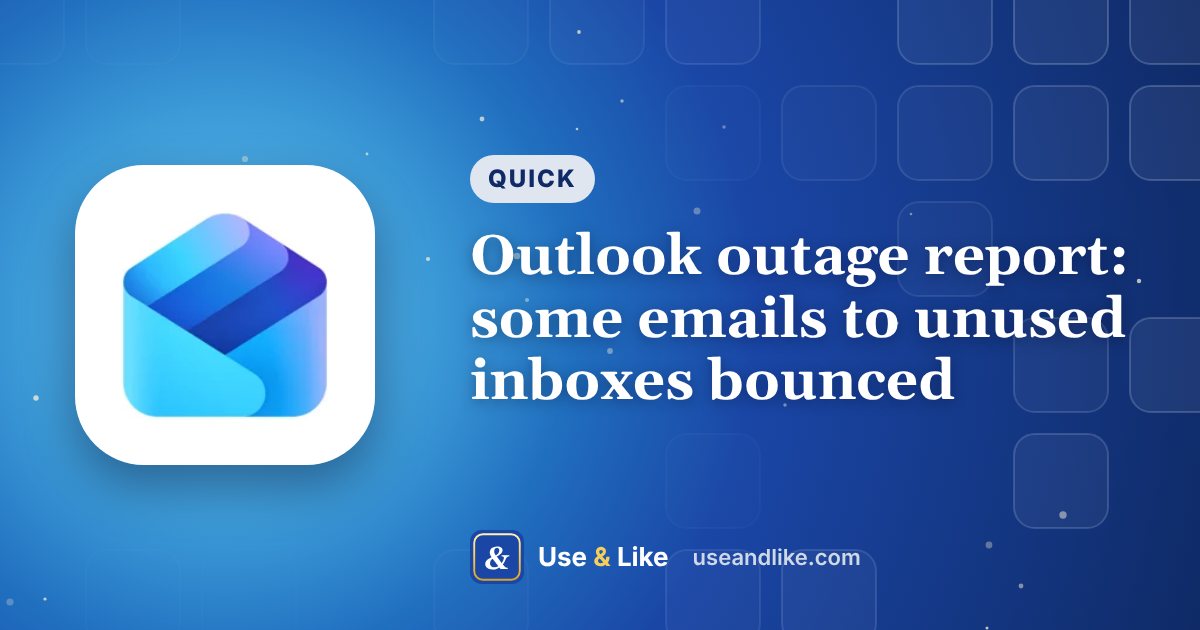 QUICK
Outlook outage report:
some emails to unused
inboxes bounced
& Use & Like useandlike.com